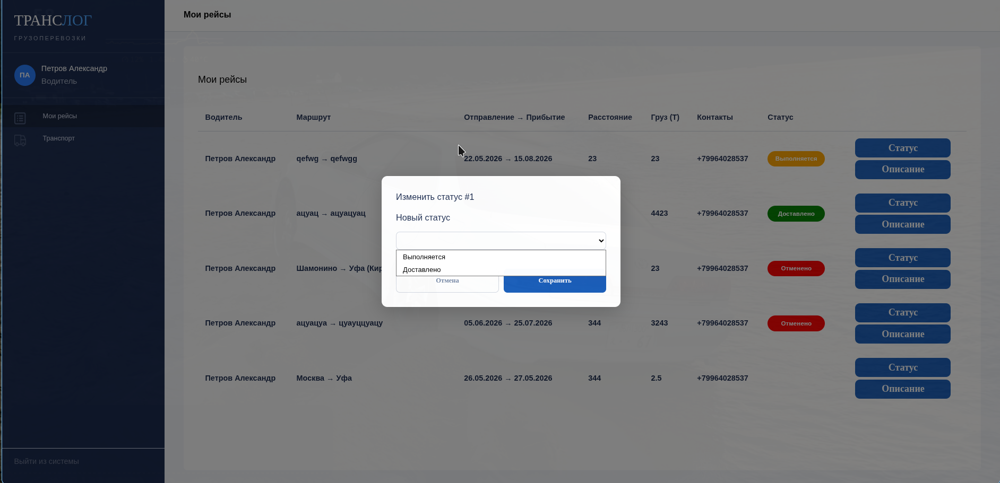 ТРАНСЛОГ
ГРУЗОПЕРЕВОЗКИ
ПА
Петров Александр
Водитель
Мои рейсы
Транспорт
Выйти из системы
Мои рейсы
Мои рейсы
Водитель Маршрут Отправление → Прибытие Расстояние Груз (Т) Контакты Статус
Петров Александр qefwg → qefwgg 22.05.2026 → 15.08.2026 23 23 +79964028537 Выполняется Статус
Описание
Петров Александр ацуац → ацуацуац 4423 +79964028537 Доставлено Статус
Описание
Петров Александр Шамонино → Уфа (Кир 23 +79964028537 Отменено Статус
Описание
Петров Александр ацуацуа → цуауццуацу 05.06.2026 → 25.07.2026 344 3243 +79964028537 Отменено Статус
Описание
Петров Александр Москва → Уфа 26.05.2026 → 27.05.2026 344 2.5 +79964028537 Статус
Описание
Изменить статус #1
Новый статус
Выполняется
Доставлено
Отмена Сохранить